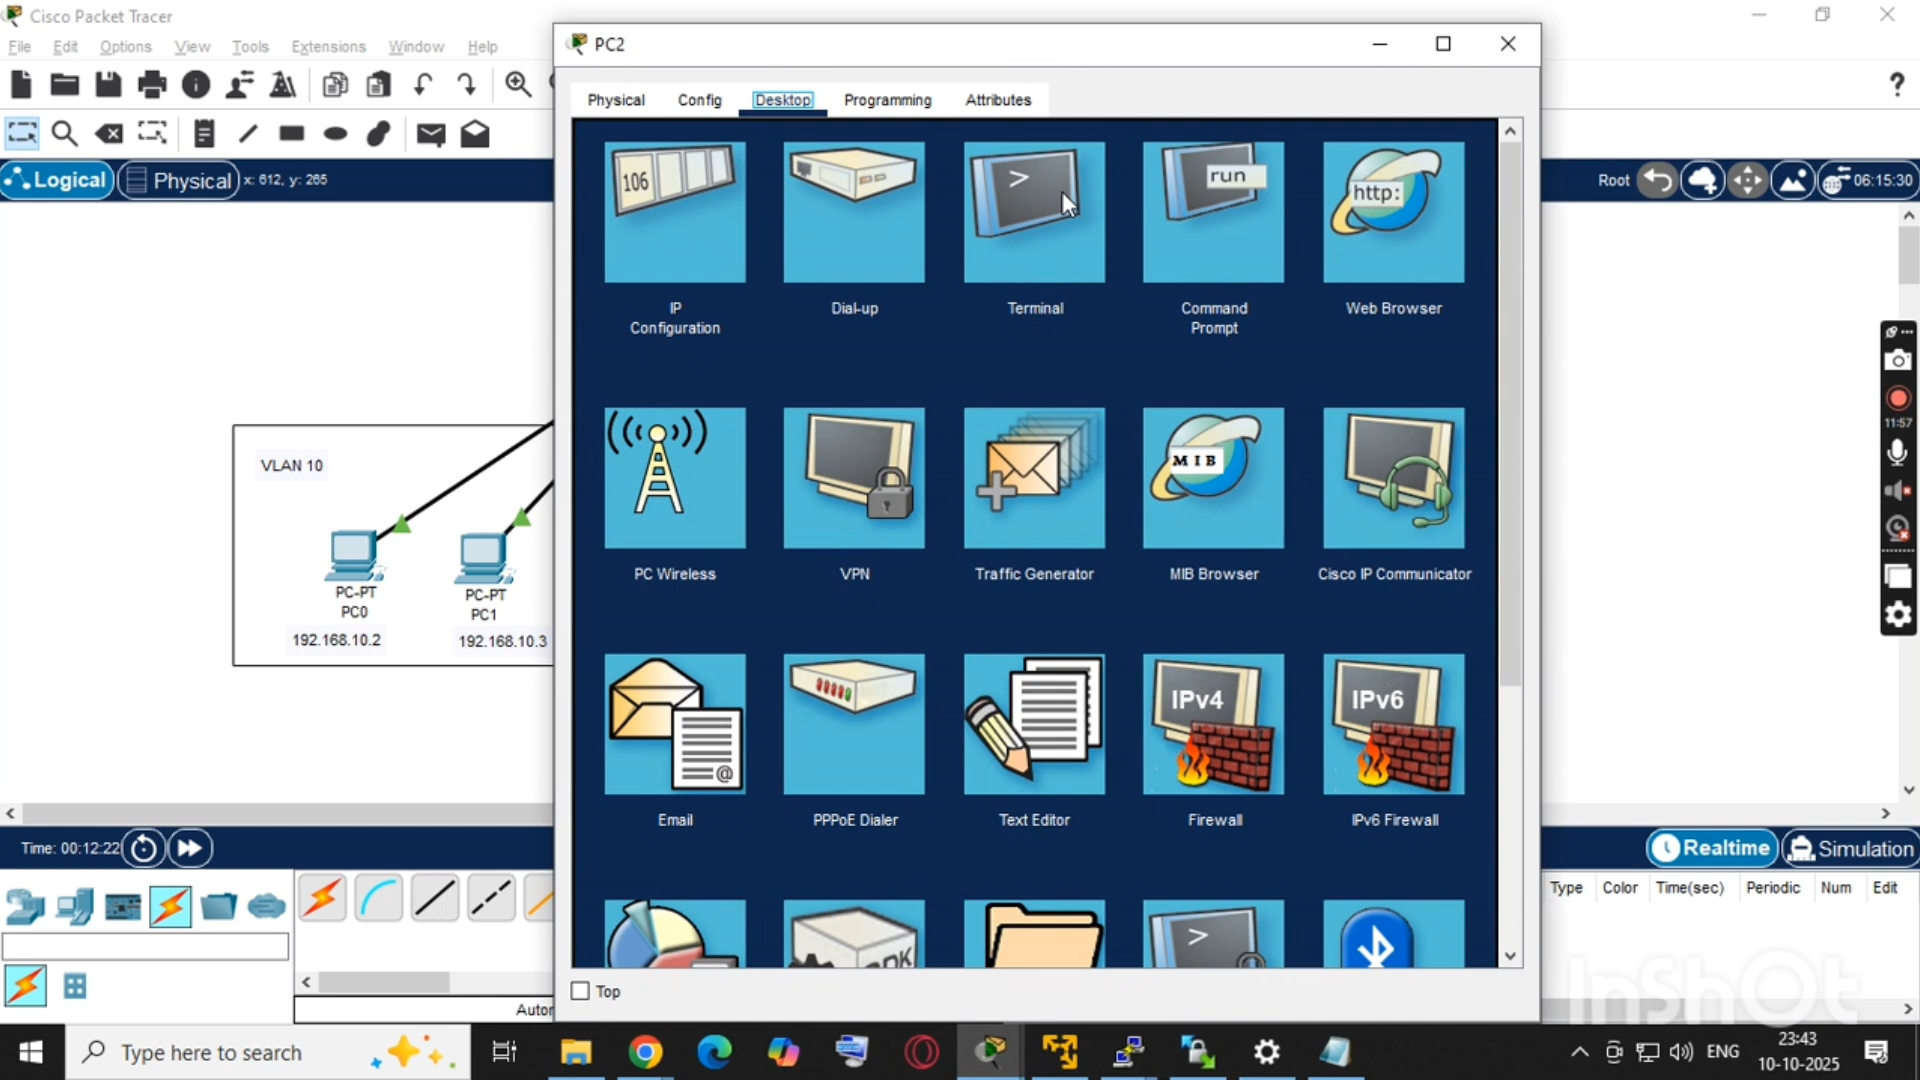 Cisco Packet Tracer
File Edit Options View Tools Extensions Window Help
Logical Physical x: 612, y: 265
PC2
Physical Config Desktop Programming Attributes
106
>
run
http:
IP
Configuration
Dial-up
Terminal
Command
Prompt
Web Browser
MIB
PC Wireless
VPN
Traffic Generator
MIB Browser
Cisco IP Communicator
@
IPv4
IPv6
Email
PPPoE Dialer
Text Editor
Firewall
IPv6 Firewall
>
Top
Root
06:15:30
VLAN 10
PC-PT
PC0
192.168.10.2
PC-PT
PC1
192.168.10.3
11:57
Time: 00:12:22
Realtime Simulation
Type Color Time(sec) Periodic Num Edit
InShOt
Type here to search
ENG
23:43
10-10-2025